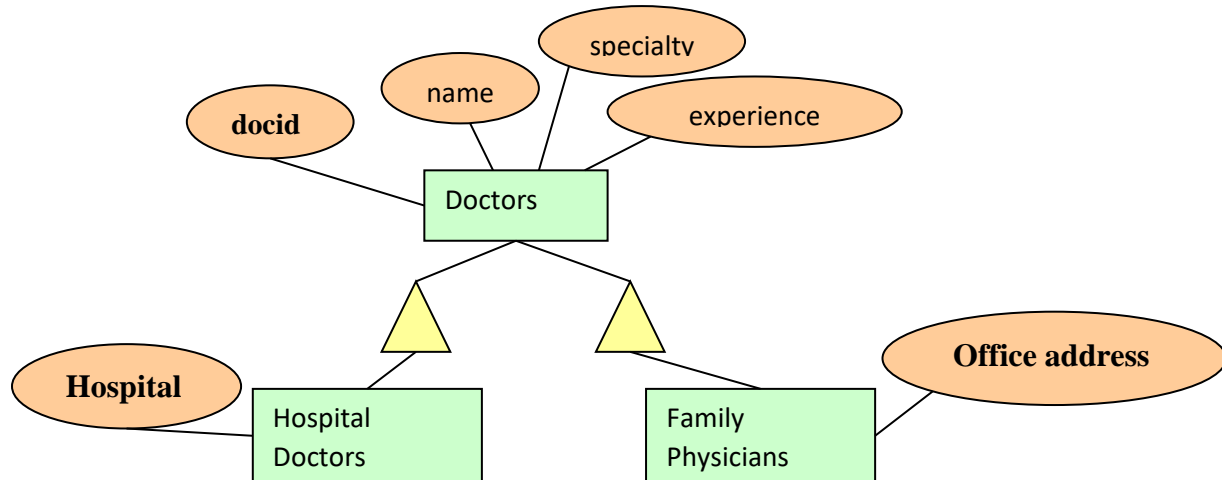 specialty
name
experience
docid
Doctors
Hospital
Office address
Hospital
Doctors
Family
Physicians